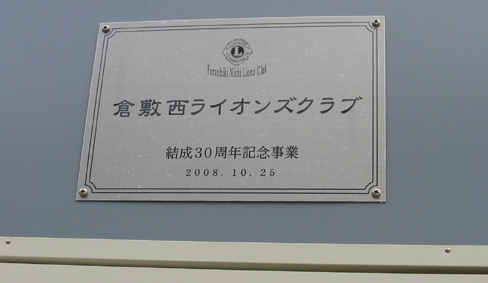 L
Kurashiki Nishi Lions Club
倉敷西ライオンズクラブ
結成30周年記念事業
2008.10.25